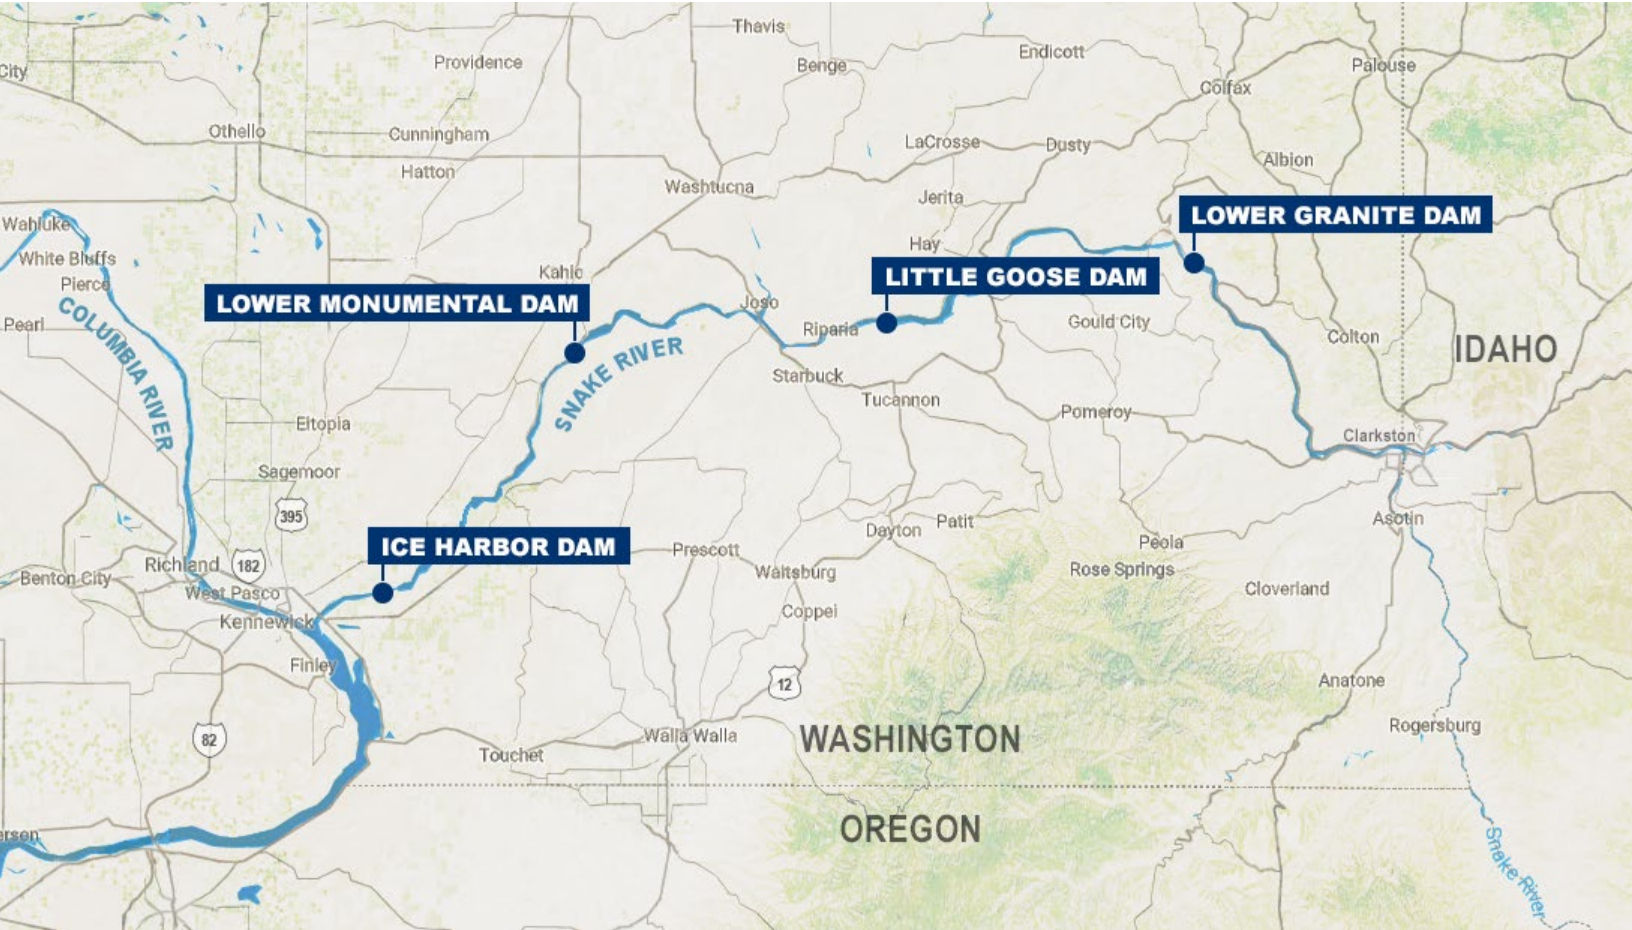 Thavis
Providence
Benge
Endicott
Palouse
City
Colfax
Othello
Cunningham
LaCrosse
Dusty
Albion
Hatton
Washtucna
Jerita
LOWER GRANITE DAM
Wahluke
White Bluffs
Hay
Pierce
Kahlc
LITTLE GOOSE DAM
LOWER MONUMENTAL DAM
Joso
COLUMBIA RIVER
Pearl
Riparia
Gould City
Colton
IDAHO
SNAKE RIVER
Starbuck
Tucannon
Pomeroy
Eltopia
Clarkston
Sagemoor
395
Asotin
Dayton
Patit
ICE HARBOR DAM
Prescott
Peola
Richland
182
Benton City
Waitsburg
Rose Springs
West Pasco
Cloverland
Kennewick
Coppei
Finley
12
Anatone
Rogersburg
82
Touchet
Walla Walla
WASHINGTON
OREGON
erson
Snake River